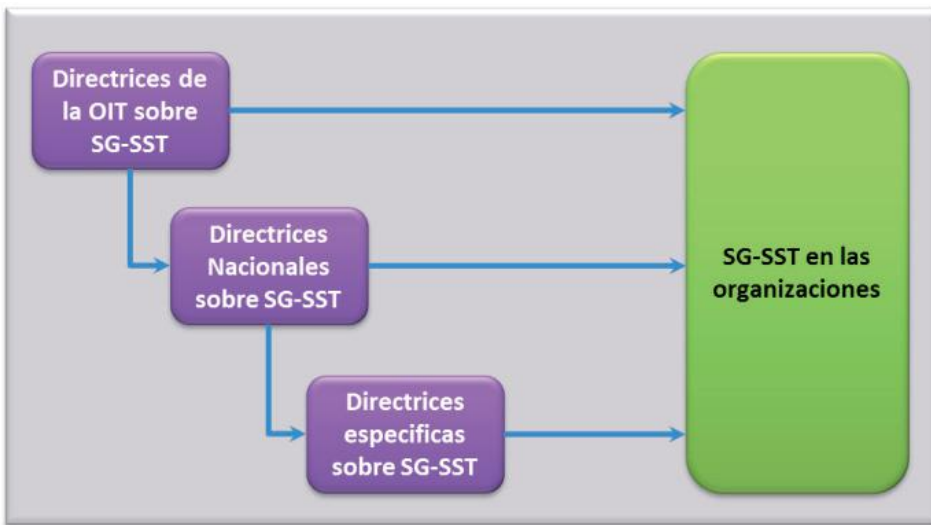 Directrices de
la OIT sobre
SG-SST
Directrices
Nacionales
sobre SG-SST
Directrices
especificas
sobre SG-SST
SG-SST en las
organizaciones